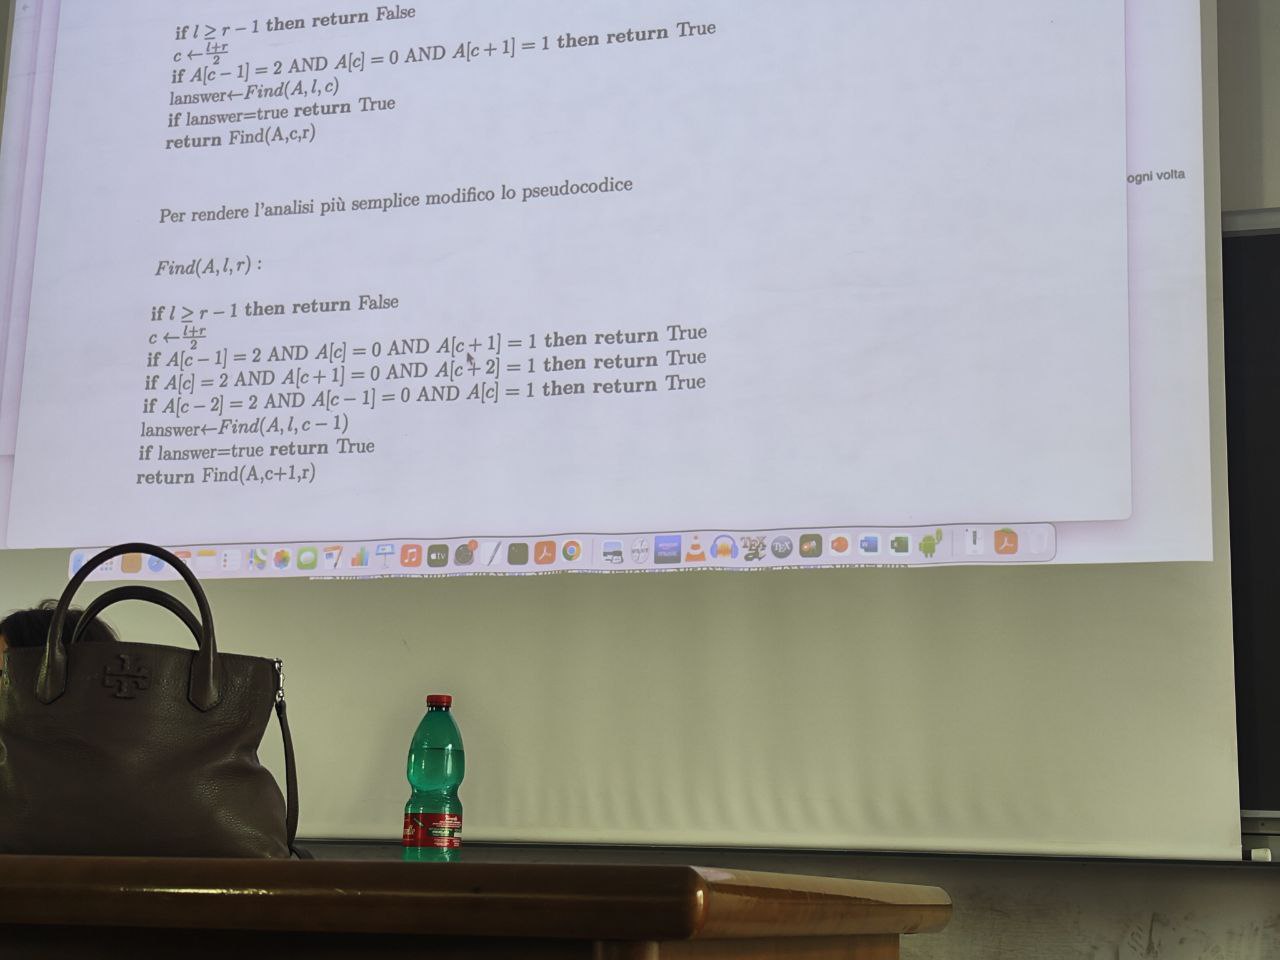 if l ≥ r − 1 then return False
c ← l+r/2
if A[c − 1] = 2 AND A[c] = 0 AND A[c + 1] = 1 then return True
lanswer←Find(A, l, c)
if lanswer=true return True
return Find(A,c,r)
ogni volta
Per rendere l'analisi più semplice modifico lo pseudocodice
Find(A, l, r) :
if l ≥ r − 1 then return False
c ← l+r/2
if A[c − 1] = 2 AND A[c] = 0 AND A[c + 1] = 1 then return True
if A[c] = 2 AND A[c + 1] = 0 AND A[c + 2] = 1 then return True
if A[c − 2] = 2 AND A[c − 1] = 0 AND A[c] = 1 then return True
lanswer←Find(A, l, c − 1)
if lanswer=true return True
return Find(A,c+1,r)